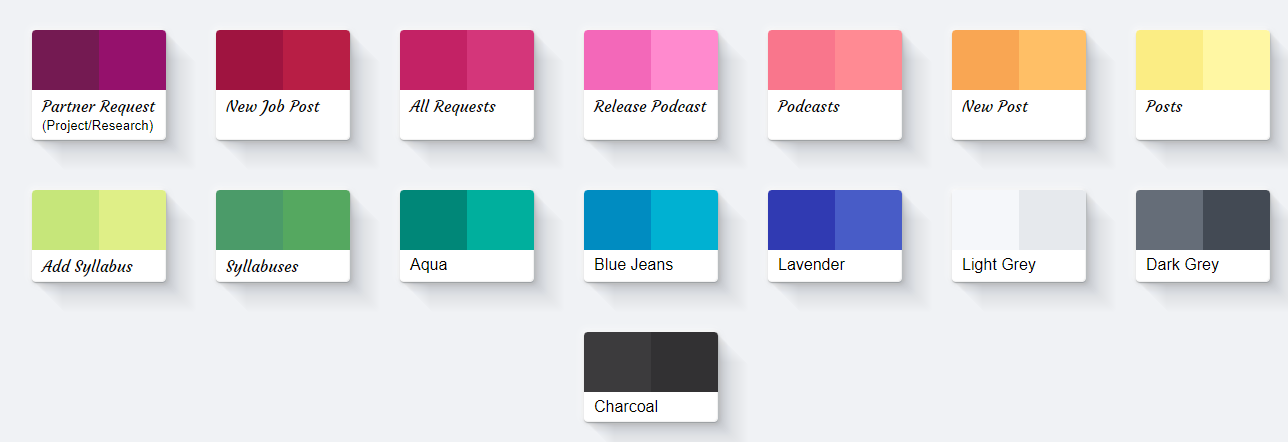 Partner Request
(Project/Research)
New Job Post
All Requests
Release Podcast
Podcasts
New Post
Posts
Add Syllabus
Syllabuses
Aqua
Blue Jeans
Lavender
Light Grey
Dark Grey
Charcoal